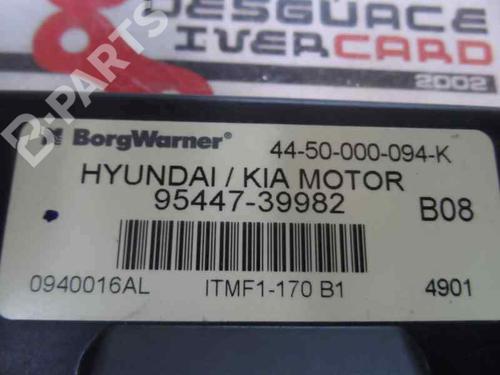 DESGUACE
IVERCARD
2002
B-PARTS
BorgWarner®
44-50-000-094-K
HYUNDAI / KIA MOTOR
95447-39982
B08
0940016AL
ITMF1-170 B1
4901